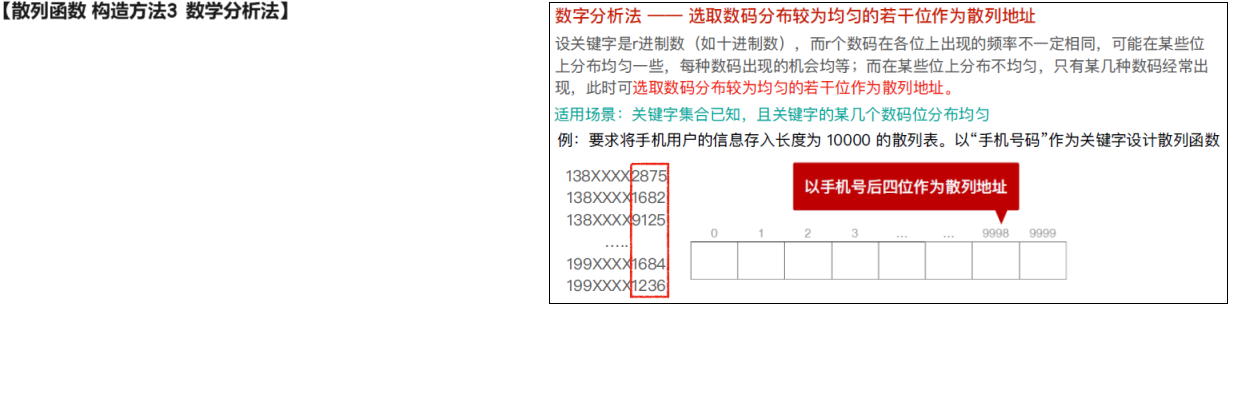 【散列函数 构造方法3 数学分析法】
数字分析法 —— 选取数码分布较为均匀的若干位作为散列地址
设关键字是r进制数（如十进制数），而r个数码在各位上出现的频率不一定相同，可能在某些位
上分布均匀一些，每种数码出现的机会均等；而在某些位上分布不均匀，只有某几种数码经常出
现，此时可选取数码分布较为均匀的若干位作为散列地址。
适用场景：关键字集合已知，且关键字的某几个数码位分布均匀
例：要求将手机用户的信息存入长度为 10000 的散列表。以“手机号码”作为关键字设计散列函数
138XXXX2875
138XXXX1682
138XXXX9125
.....
199XXXX1684
199XXXX1236
以手机号后四位作为散列地址
0 1 2 3 ... ... 9998 9999